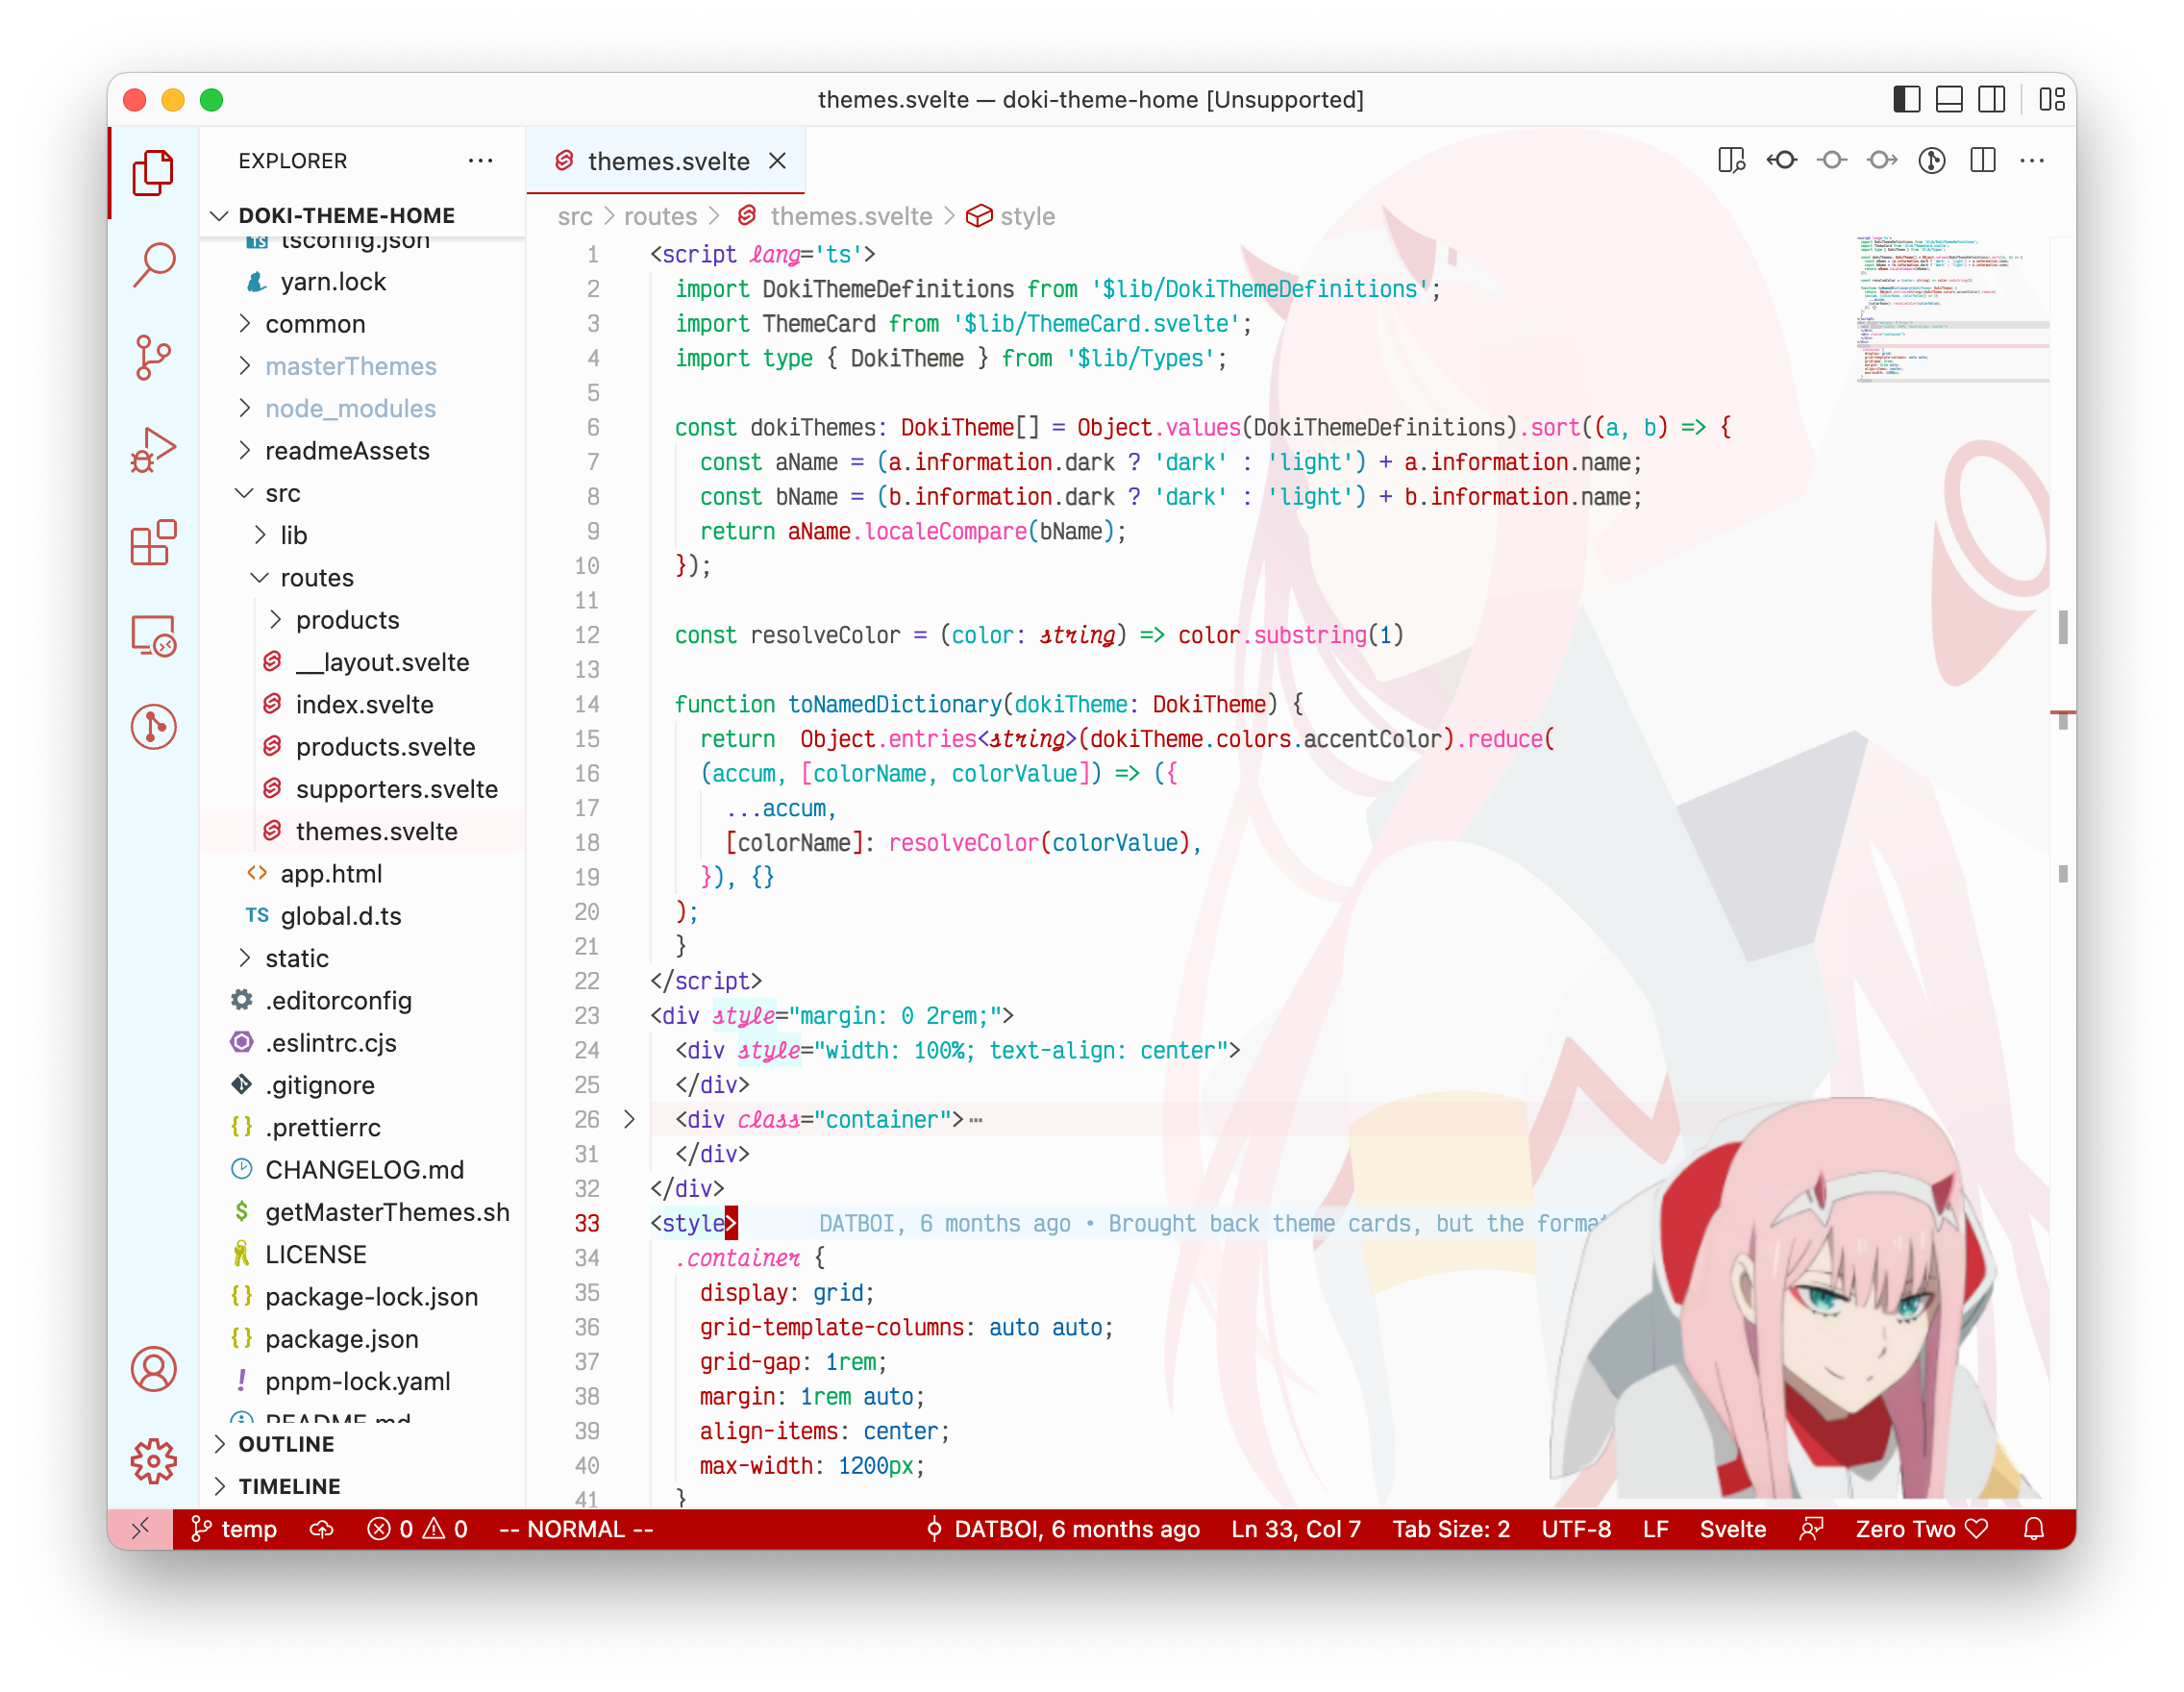 themes.svelte — doki-theme-home [Unsupported]
EXPLORER
DOKI-THEME-HOME
tsconfig.json
yarn.lock
common
masterThemes
node_modules
readmeAssets
src
lib
routes
products
__layout.svelte
index.svelte
products.svelte
supporters.svelte
themes.svelte
app.html
TS global.d.ts
static
.editorconfig
.eslintrc.cjs
.gitignore
{ } .prettierrc
CHANGELOG.md
$ getMasterThemes.sh
LICENSE
{ } package-lock.json
{ } package.json
! pnpm-lock.yaml
README.md
OUTLINE
TIMELINE
themes.svelte
src > routes > themes.svelte > style
1 <script lang='ts'>
2 import DokiThemeDefinitions from '$lib/DokiThemeDefinitions';
3 import ThemeCard from '$lib/ThemeCard.svelte';
4 import type { DokiTheme } from '$lib/Types';
5
6 const dokiThemes: DokiTheme[] = Object.values(DokiThemeDefinitions).sort((a, b) => {
7 const aName = (a.information.dark ? 'dark' : 'light') + a.information.name;
8 const bName = (b.information.dark ? 'dark' : 'light') + b.information.name;
9 return aName.localeCompare(bName);
10 });
11
12 const resolveColor = (color: string) => color.substring(1)
13
14 function toNamedDictionary(dokiTheme: DokiTheme) {
15 return  Object.entries<string>(dokiTheme.colors.accentColor).reduce(
16 (accum, [colorName, colorValue]) => ({
17 ...accum,
18 [colorName]: resolveColor(colorValue),
19 }), {}
20 );
21 }
22 </script>
23 <div style="margin: 0 2rem;">
24 <div style="width: 100%; text-align: center">
25 </div>
26 <div class="container">⋯
31 </div>
32 </div>
33 <style> DATBOI, 6 months ago • Brought back theme cards, but the format
34 .container {
35 display: grid;
36 grid-template-columns: auto auto;
37 grid-gap: 1rem;
38 margin: 1rem auto;
39 align-items: center;
40 max-width: 1200px;
41 }
temp 0 0 -- NORMAL -- DATBOI, 6 months ago Ln 33, Col 7 Tab Size: 2 UTF-8 LF Svelte Zero Two ♡